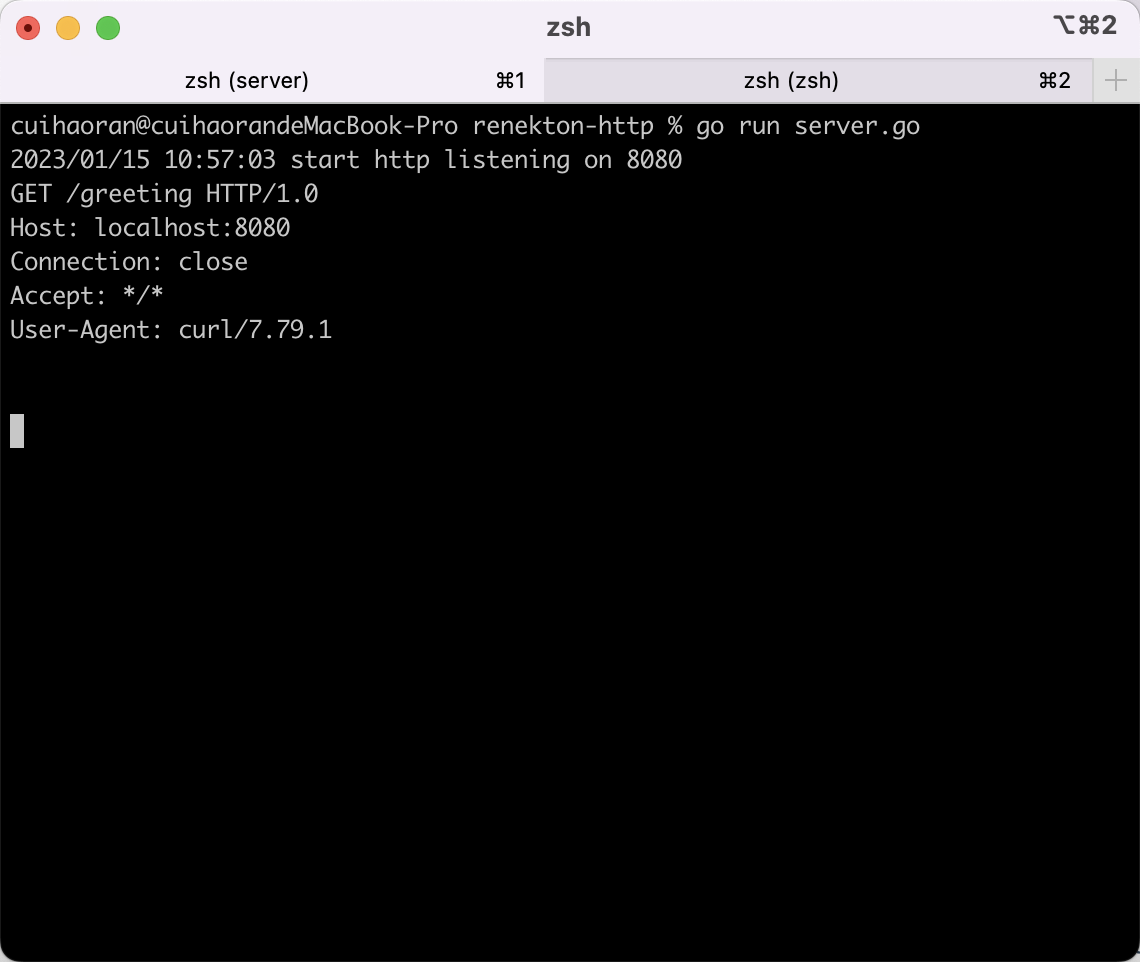 zsh ⌥⌘2
zsh (server) ⌘1 zsh (zsh) ⌘2
cuihaoran@cuihaorandeMacBook-Pro renekton-http % go run server.go
2023/01/15 10:57:03 start http listening on 8080
GET /greeting HTTP/1.0
Host: localhost:8080
Connection: close
Accept: */*
User-Agent: curl/7.79.1